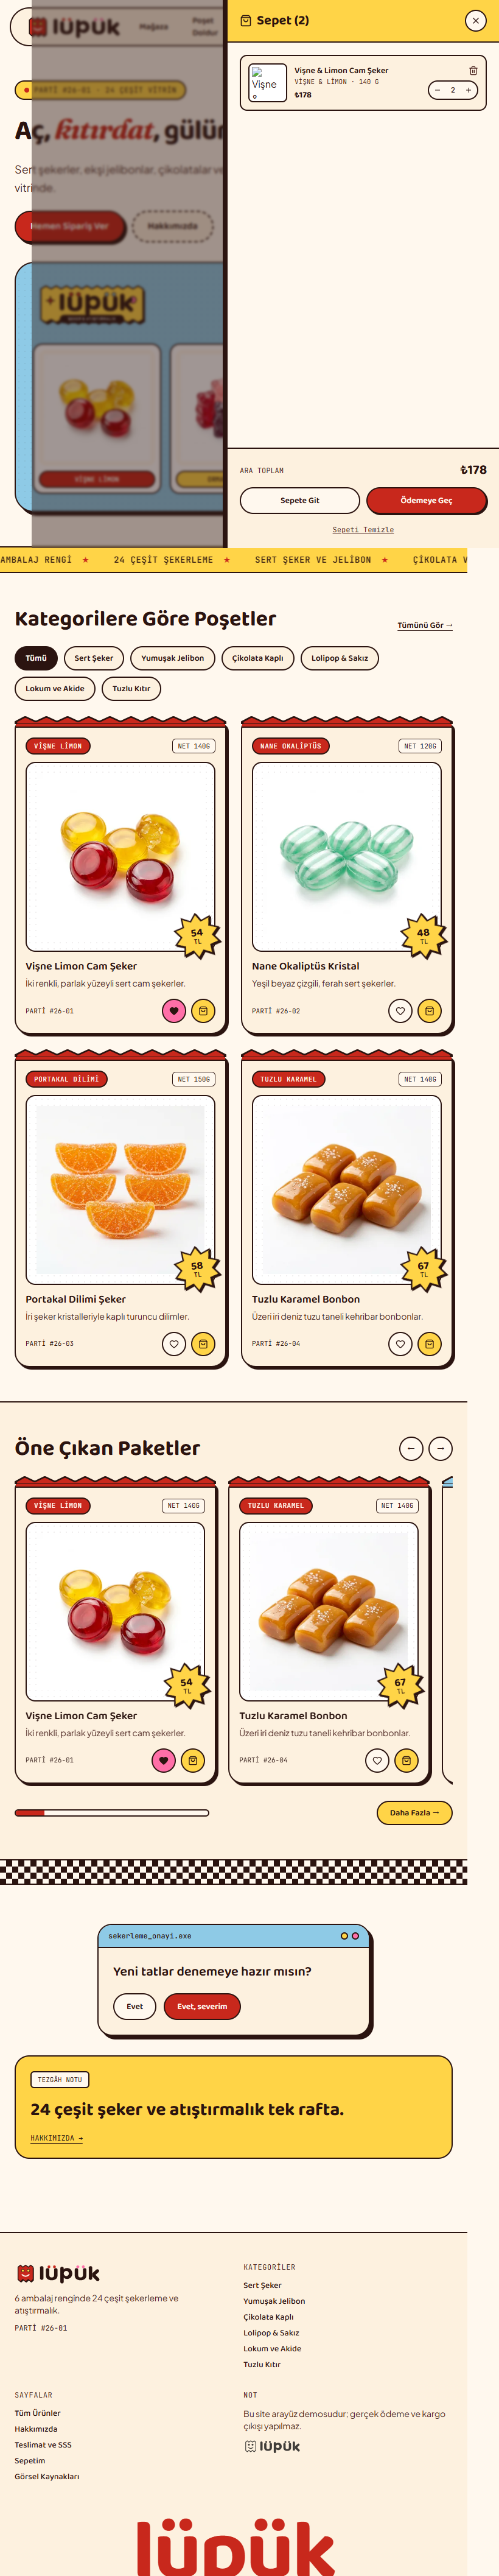 lüpük
Mağaza
Poşet
Doldur
PARTİ #26-01 · 24 ÇEŞİT VİTRİN
Aç, kıtırdat, gülür
Sert şekerler, ekşi jelibonlar, çikolatalar ve
vitrinde.
Hemen Sipariş Ver
Hakkımızda
lüpük
VİŞNE LİMON
Sepet (2)
Vişne
Vişne & Limon Cam Şeker
VİŞNE & LİMON · 140 G
₺178
− 2 +
ARA TOPLAM
₺178
Sepete Git
Ödemeye Geç
Sepeti Temizle
AMBALAJ RENGİ ★ 24 ÇEŞİT ŞEKERLEME ★ SERT ŞEKER VE JELİBON ★ ÇİKOLATA V
Kategorilere Göre Poşetler
Tümünü Gör →
Tümü
Sert Şeker
Yumuşak Jelibon
Çikolata Kaplı
Lolipop & Sakız
Lokum ve Akide
Tuzlu Kıtır
VİŞNE LİMON
NET 140G
54
TL
Vişne Limon Cam Şeker
İki renkli, parlak yüzeyli sert cam şekerler.
PARTİ #26-01
NANE OKALİPTÜS
NET 120G
48
TL
Nane Okaliptüs Kristal
Yeşil beyaz çizgili, ferah sert şekerler.
PARTİ #26-02
PORTAKAL DİLİMİ
NET 150G
58
TL
Portakal Dilimi Şeker
İri şeker kristalleriyle kaplı turuncu dilimler.
PARTİ #26-03
TUZLU KARAMEL
NET 140G
67
TL
Tuzlu Karamel Bonbon
Üzeri iri deniz tuzu taneli kehribar bonbonlar.
PARTİ #26-04
Öne Çıkan Paketler
← →
VİŞNE LİMON
NET 140G
54
TL
Vişne Limon Cam Şeker
İki renkli, parlak yüzeyli sert cam şekerler.
PARTİ #26-01
TUZLU KARAMEL
NET 140G
67
TL
Tuzlu Karamel Bonbon
Üzeri iri deniz tuzu taneli kehribar bonbonlar.
PARTİ #26-04
Daha Fazla →
sekerleme_onayi.exe
Yeni tatlar denemeye hazır mısın?
Evet
Evet, severim
TEZGÂH NOTU
24 çeşit şeker ve atıştırmalık tek rafta.
HAKKIMIZDA →
lüpük
6 ambalaj renginde 24 çeşit şekerleme ve
atıştırmalık.
PARTİ #26-01
KATEGORİLER
Sert Şeker
Yumuşak Jelibon
Çikolata Kaplı
Lolipop & Sakız
Lokum ve Akide
Tuzlu Kıtır
SAYFALAR
Tüm Ürünler
Hakkımızda
Teslimat ve SSS
Sepetim
Görsel Kaynakları
NOT
Bu site arayüz demosudur; gerçek ödeme ve kargo
çıkışı yapılmaz.
lüpük
lüpük